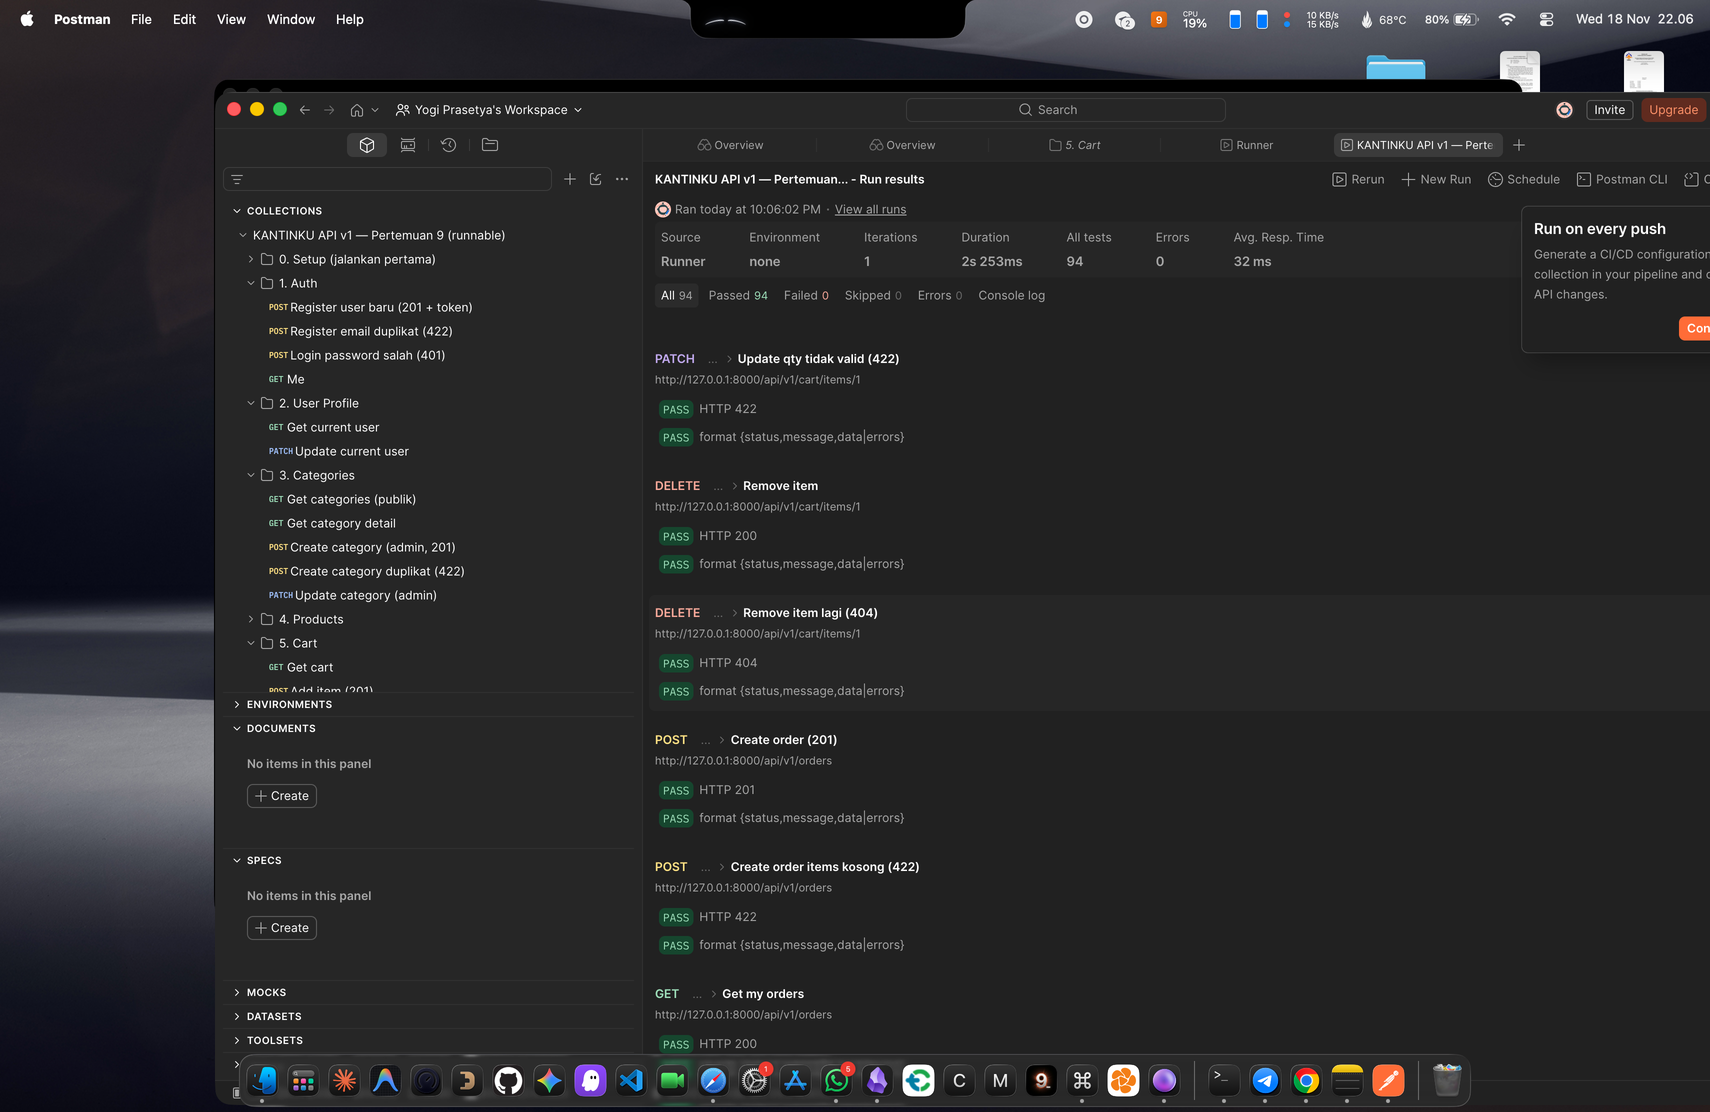 Postman File Edit View Window Help
2 9 CPU 19% 10 KB/s 15 KB/s 68°C 80% Wed 18 Nov 22.06
Yogi Prasetya's Workspace
Search
Invite
Upgrade
Overview
Overview
5. Cart
Runner
KANTINKU API v1 — Perte
KANTINKU API v1 — Pertemuan... - Run results
Rerun
New Run
Schedule
Postman CLI
Ran today at 10:06:02 PM · View all runs
Source Environment Iterations Duration All tests Errors Avg. Resp. Time
Runner none 1 2s 253ms 94 0 32 ms
All 94 Passed 94 Failed 0 Skipped 0 Errors 0 Console log
Run on every push
Generate a CI/CD configuration
collection in your pipeline and
API changes.
Con
COLLECTIONS
KANTINKU API v1 — Pertemuan 9 (runnable)
0. Setup (jalankan pertama)
1. Auth
POST Register user baru (201 + token)
POST Register email duplikat (422)
POST Login password salah (401)
GET Me
2. User Profile
GET Get current user
PATCH Update current user
3. Categories
GET Get categories (publik)
GET Get category detail
POST Create category (admin, 201)
POST Create category duplikat (422)
PATCH Update category (admin)
4. Products
5. Cart
GET Get cart
POST Add item (201)
ENVIRONMENTS
DOCUMENTS
No items in this panel
Create
SPECS
No items in this panel
Create
MOCKS
DATASETS
TOOLSETS
PATCH ... > Update qty tidak valid (422)
http://127.0.0.1:8000/api/v1/cart/items/1
PASS HTTP 422
PASS format {status,message,data|errors}
DELETE ... > Remove item
http://127.0.0.1:8000/api/v1/cart/items/1
PASS HTTP 200
PASS format {status,message,data|errors}
DELETE ... > Remove item lagi (404)
http://127.0.0.1:8000/api/v1/cart/items/1
PASS HTTP 404
PASS format {status,message,data|errors}
POST ... > Create order (201)
http://127.0.0.1:8000/api/v1/orders
PASS HTTP 201
PASS format {status,message,data|errors}
POST ... > Create order items kosong (422)
http://127.0.0.1:8000/api/v1/orders
PASS HTTP 422
PASS format {status,message,data|errors}
GET ... > Get my orders
http://127.0.0.1:8000/api/v1/orders
PASS HTTP 200
1 5 C M 9